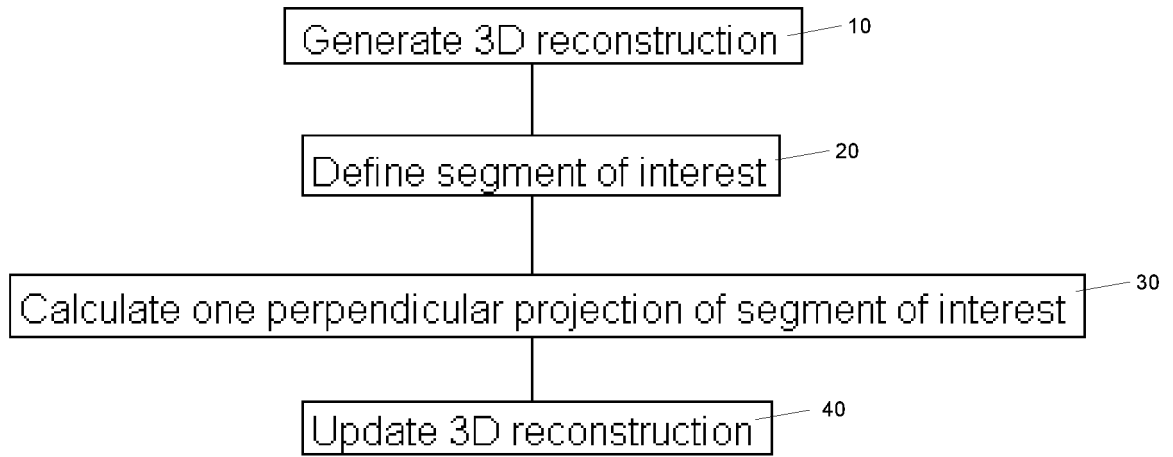 Generate 3D reconstruction
10
Define segment of interest
20
Calculate one perpendicular projection of segment of interest
30
Update 3D reconstruction
40